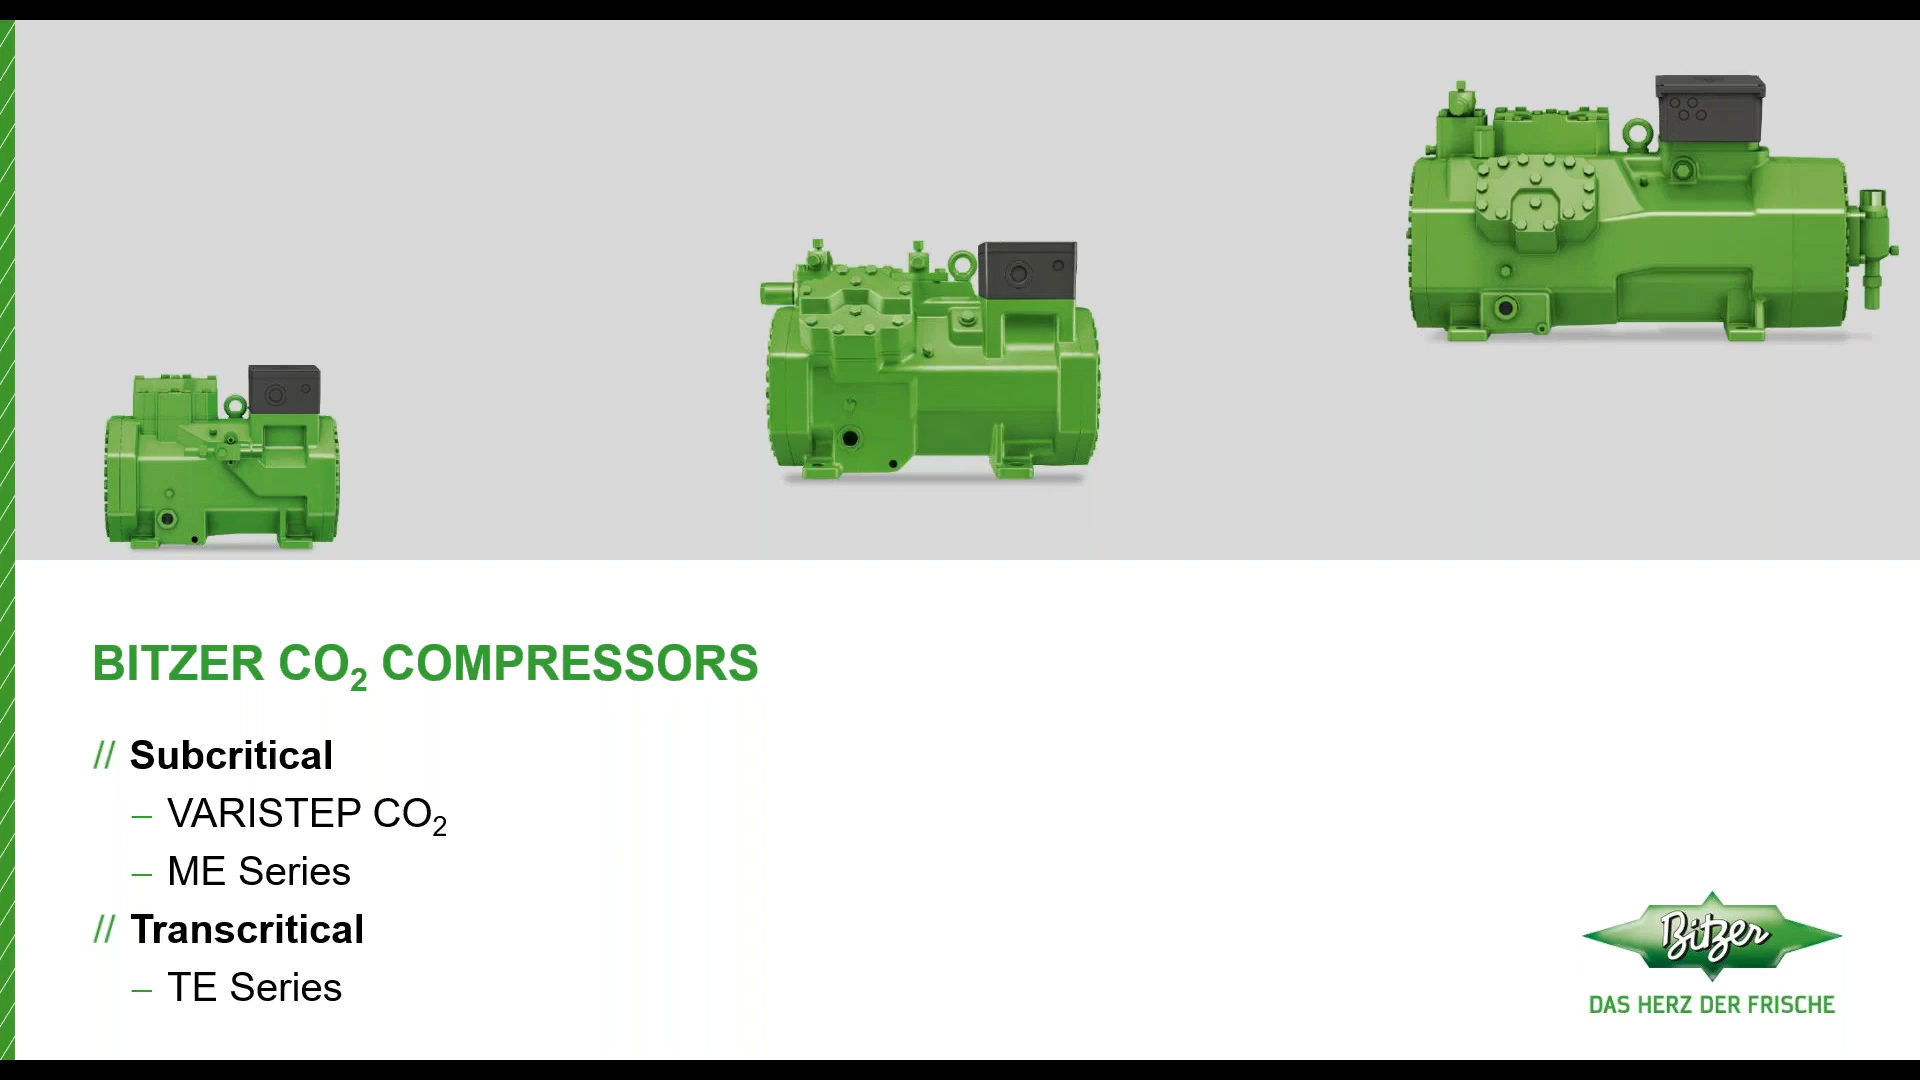 BITZER CO₂ COMPRESSORS
// Subcritical
– VARISTEP CO₂
– ME Series
// Transcritical
– TE Series
Bitzer
DAS HERZ DER FRISCHE